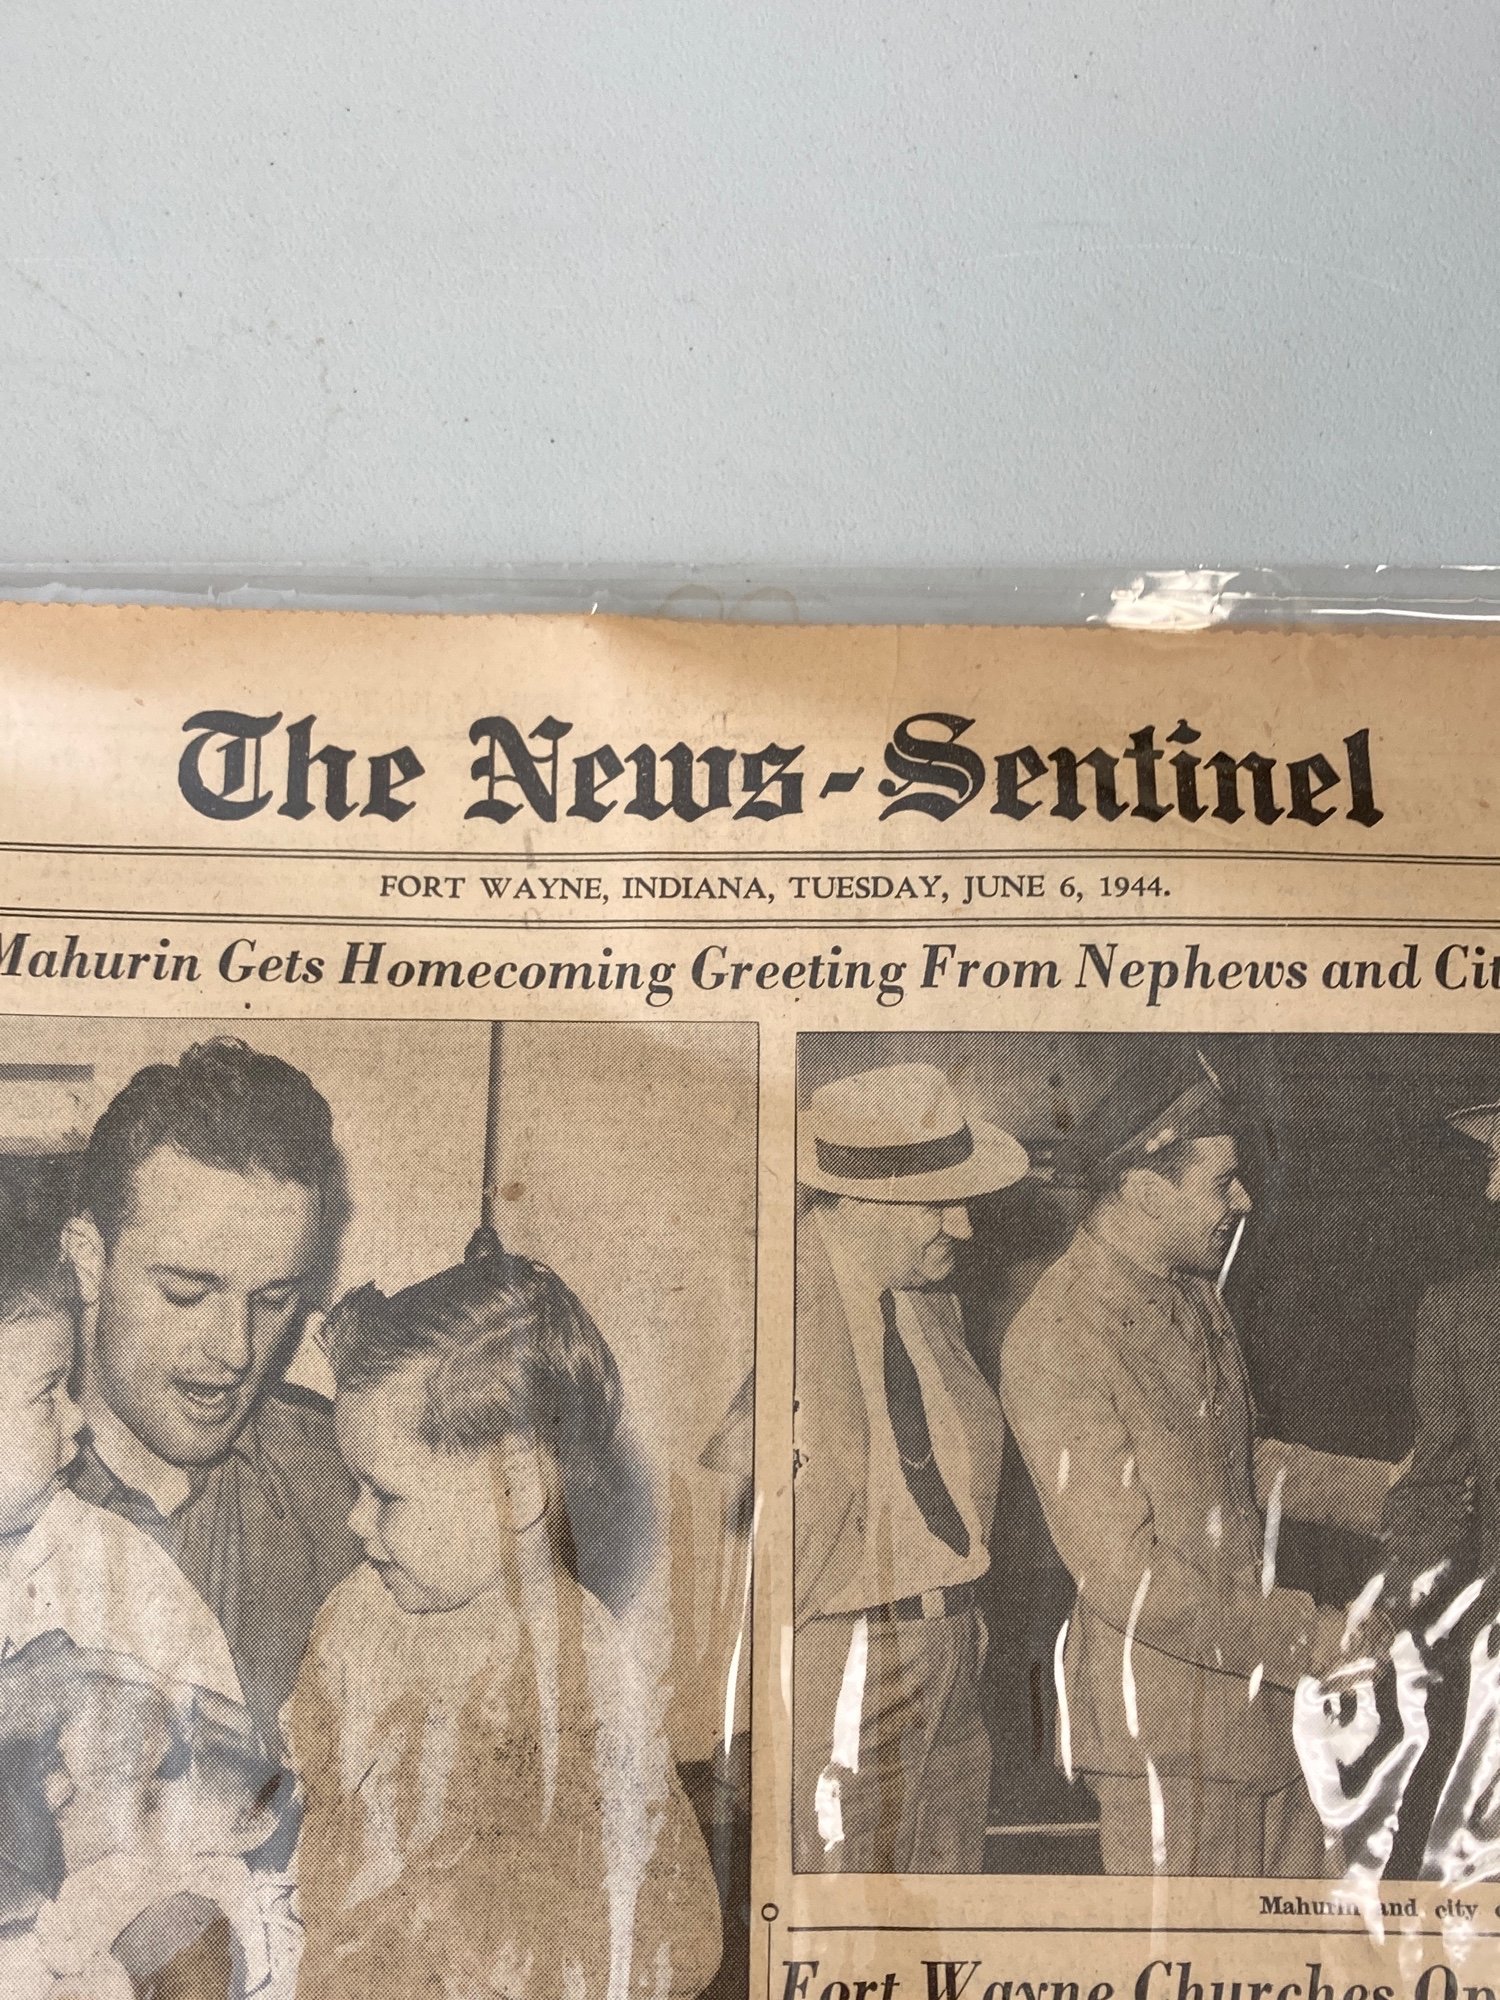 The News-Sentinel
FORT WAYNE, INDIANA, TUESDAY, JUNE 6, 1944.
Mahurin Gets Homecoming Greeting From Nephews and Cit
Mahurin and city
Fort Wayne Churches Op